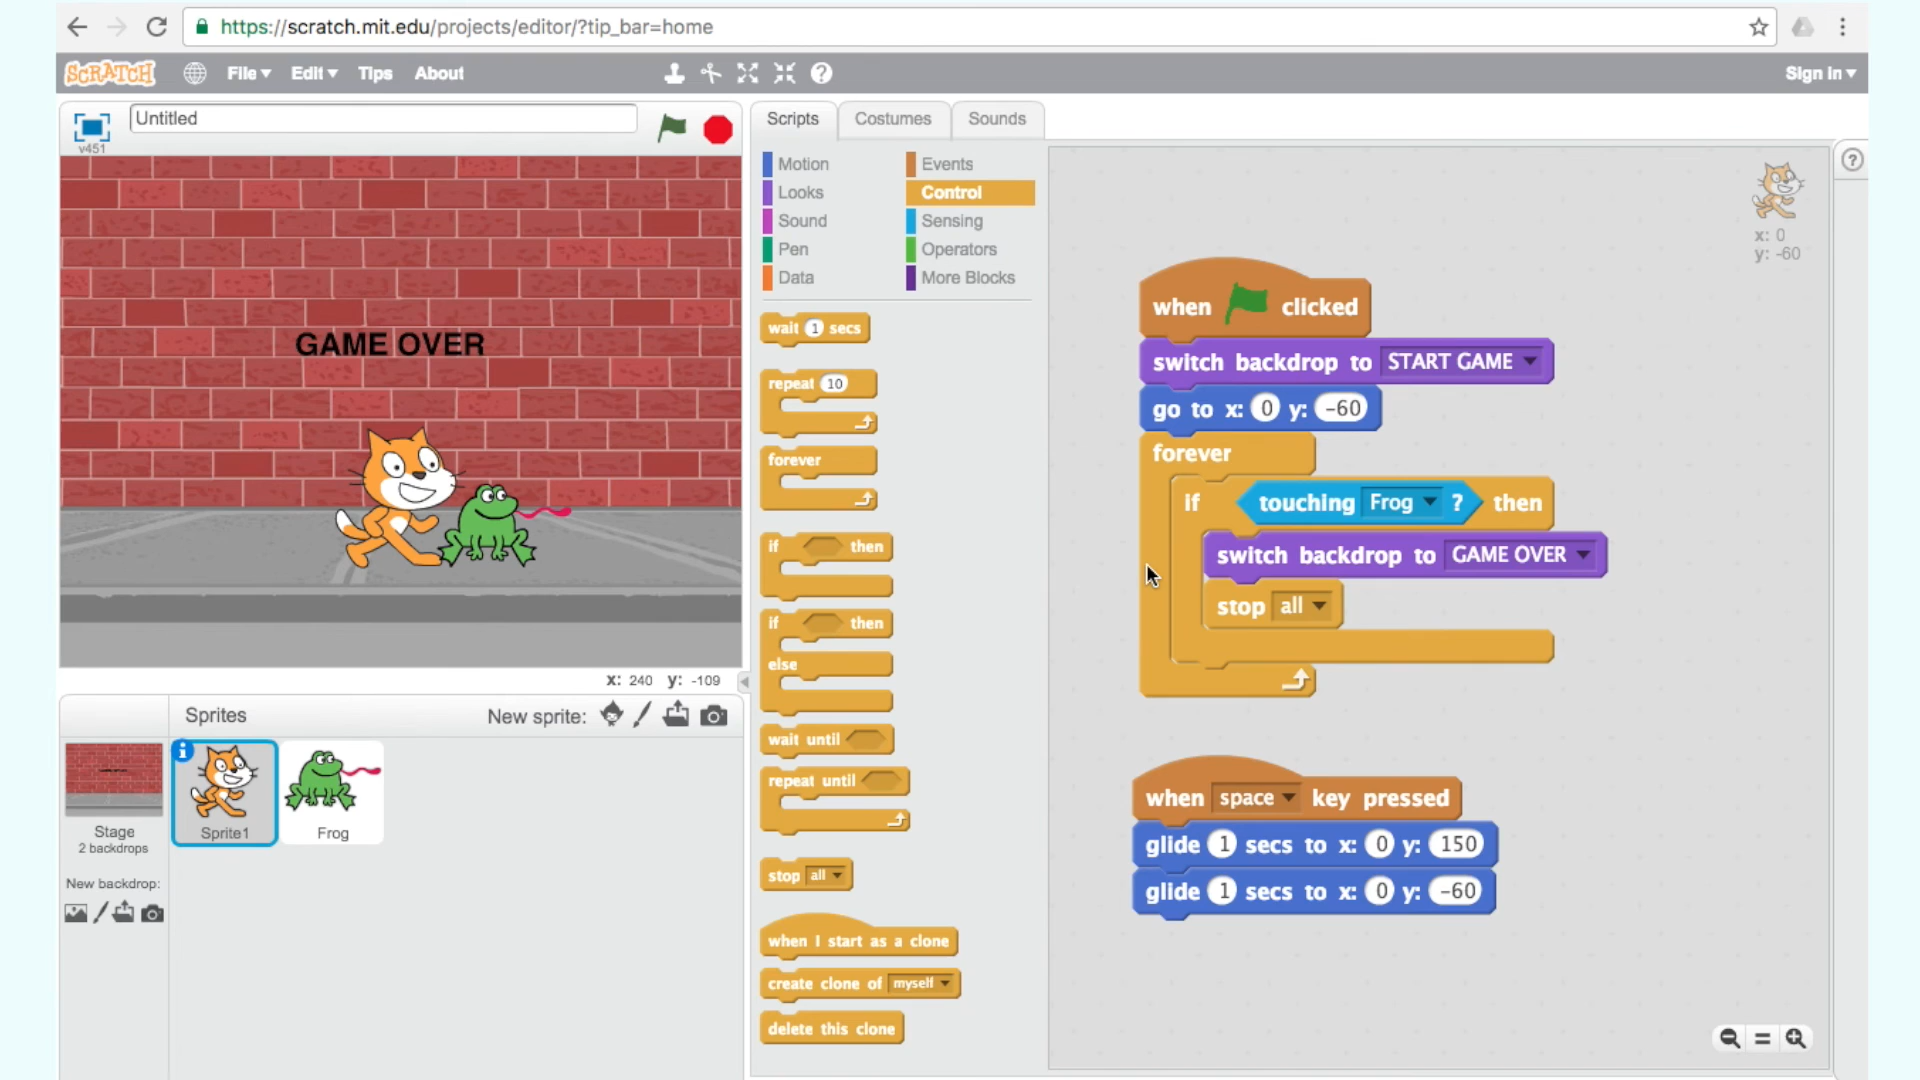 https://scratch.mit.edu/projects/editor/?tip_bar=home
SCRATCH File Edit Tips About Sign in
v451
Untitled
GAME OVER
x: 240 y: -109
Sprites New sprite:
Stage
2 backdrops
New backdrop:
Sprite1
Frog
Scripts Costumes Sounds
Motion Events
Looks Control
Sound Sensing
Pen Operators
Data More Blocks
wait 1 secs
repeat 10
forever
if then
if then
else
wait until
repeat until
stop all
when I start as a clone
create clone of myself
delete this clone
x: 0
y: -60
when clicked
switch backdrop to START GAME
go to x: 0 y: -60
forever
if touching Frog ? then
switch backdrop to GAME OVER
stop all
when space key pressed
glide 1 secs to x: 0 y: 150
glide 1 secs to x: 0 y: -60